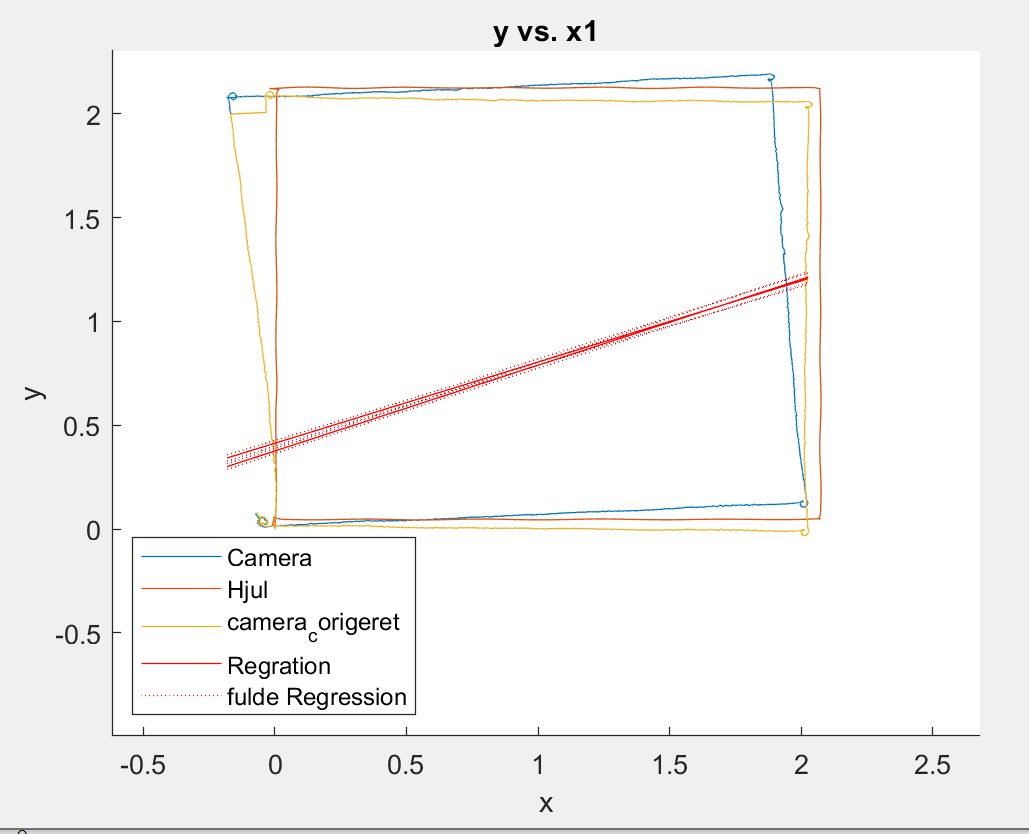 y vs. x1
2
1.5
1
0.5
0
-0.5
y
Camera
Hjul
camera_corigeret
Regration
fulde Regression
-0.5 0 0.5 1 1.5 2 2.5
x